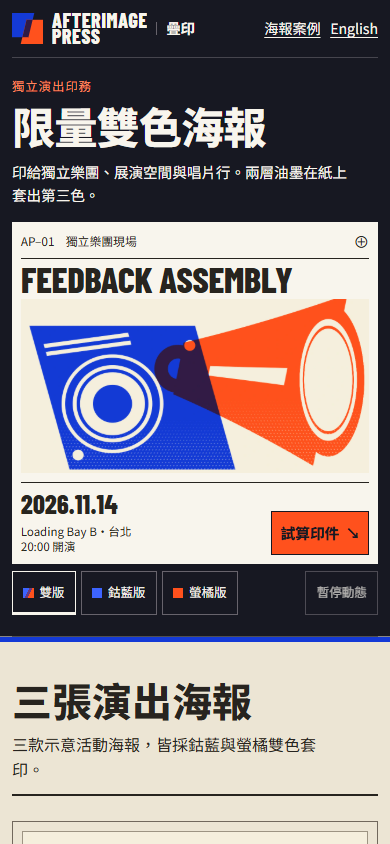 AFTERIMAGE
PRESS
疊印
海報案例 English
獨立演出印務
限量雙色海報
印給獨立樂團、展演空間與唱片行。兩層油墨在紙上
套出第三色。
AP–01 獨立樂團現場
FEEDBACK ASSEMBLY
2026.11.14
Loading Bay B・台北
20:00 開演
試算印件 ↘
雙版 鈷藍版 螢橘版 暫停動態
三張演出海報
三款示意活動海報，皆採鈷藍與螢橘雙色套
印。